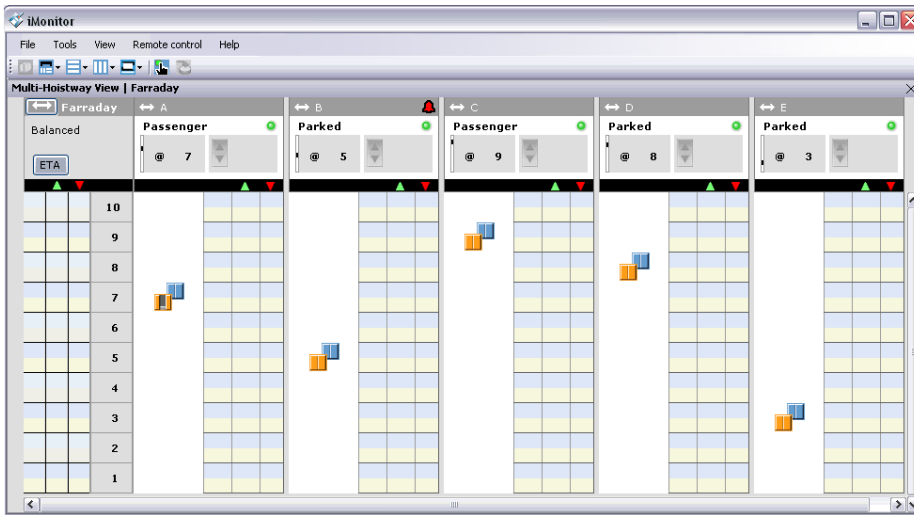 iMonitor
File Tools View Remote control Help
Multi-Hoistway View | Farraday
Farraday A B C D E
Balanced Passenger Parked Passenger Parked Parked
@ 7 @ 5 @ 9 @ 8 @ 3
ETA
10
9
8
7
6
5
4
3
2
1